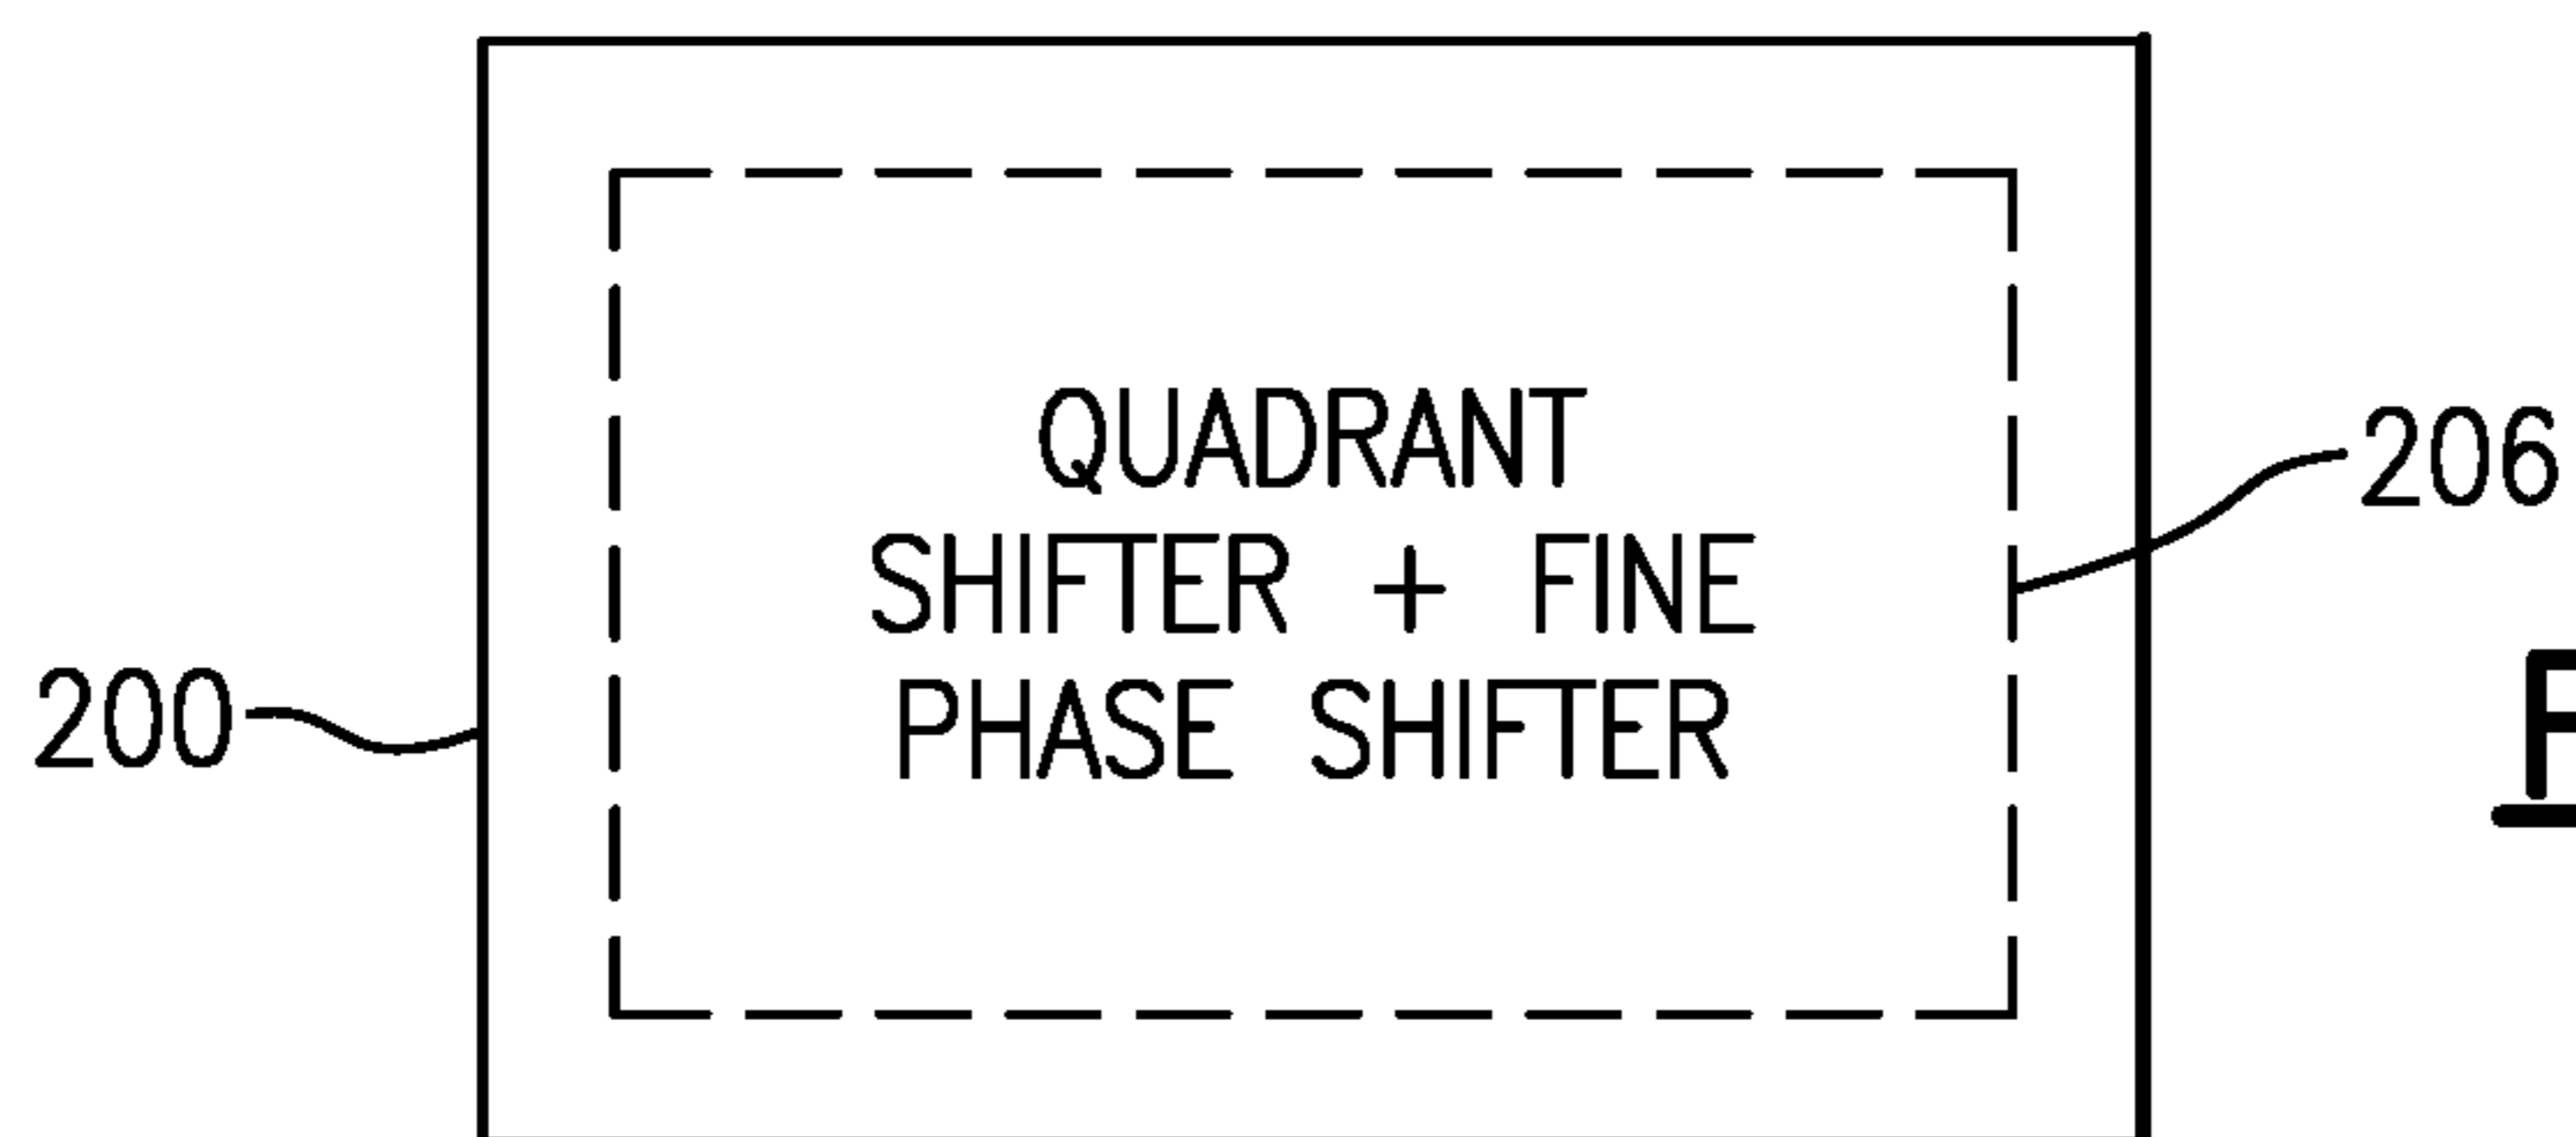 QUADRANT
SHIFTER + FINE
PHASE SHIFTER
206
200